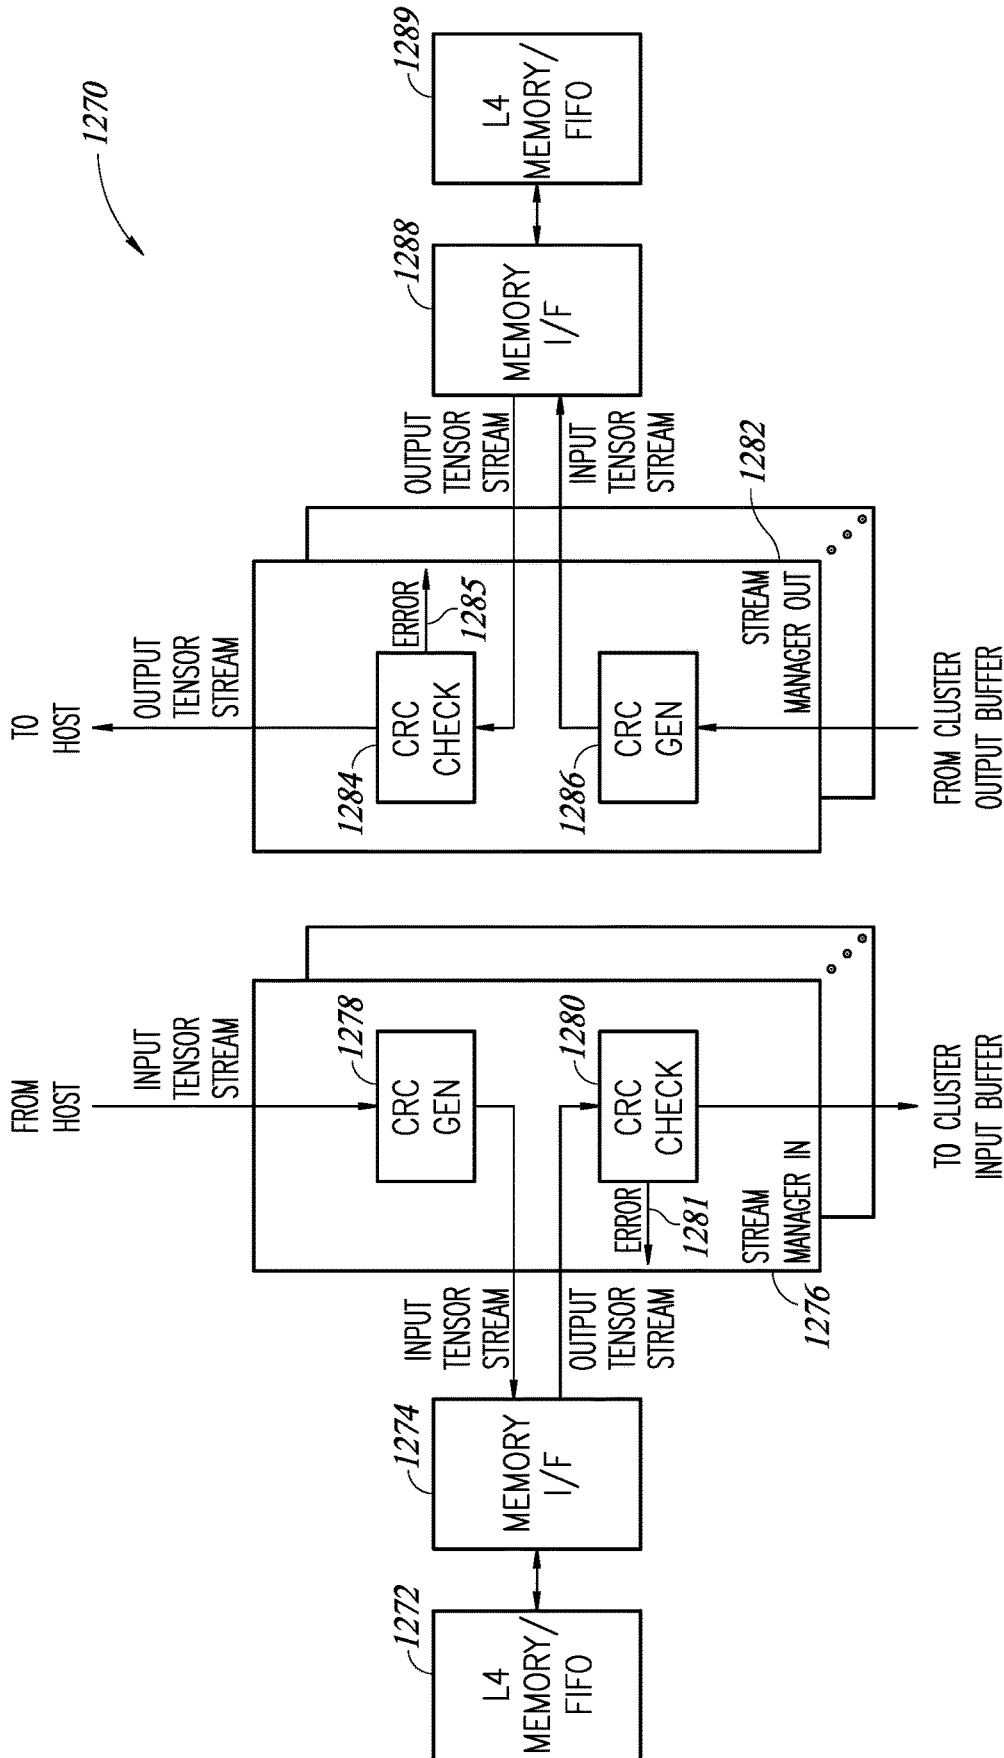 1270
FROM
HOST
INPUT
TENSOR
STREAM
TO
HOST
OUTPUT
TENSOR
STREAM
1272
L4
MEMORY/
FIFO
1274
MEMORY
I/F
INPUT
TENSOR
STREAM
OUTPUT
TENSOR
STREAM
1278
CRC
GEN
1280
CRC
CHECK
ERROR
1281
STREAM
MANAGER IN
1276
TO CLUSTER
INPUT BUFFER
1284
CRC
CHECK
ERROR
1285
1286
CRC
GEN
STREAM
MANAGER OUT
1282
FROM CLUSTER
OUTPUT BUFFER
OUTPUT
TENSOR
STREAM
INPUT
TENSOR
STREAM
1288
MEMORY
I/F
1289
L4
MEMORY/
FIFO